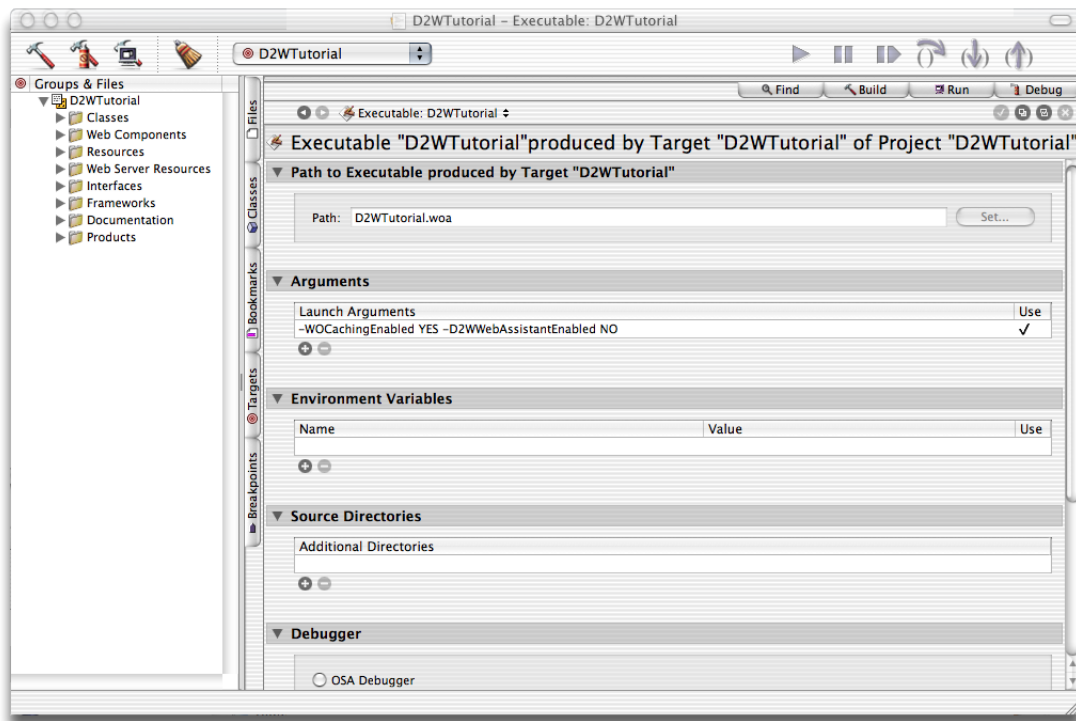 D2WTutorial – Executable: D2WTutorial
D2WTutorial
Groups & Files
D2WTutorial
Classes
Web Components
Resources
Web Server Resources
Interfaces
Frameworks
Documentation
Products
Files
Classes
Bookmarks
Targets
Breakpoints
Find
Build
Run
Debug
Executable: D2WTutorial
Executable "D2WTutorial"produced by Target "D2WTutorial" of Project "D2WTutorial"
Path to Executable produced by Target "D2WTutorial"
Path: D2WTutorial.woa Set...
Arguments
Launch Arguments Use
-WOCachingEnabled YES -D2WWebAssistantEnabled NO ✓
Environment Variables
Name Value Use
Source Directories
Additional Directories
Debugger
OSA Debugger